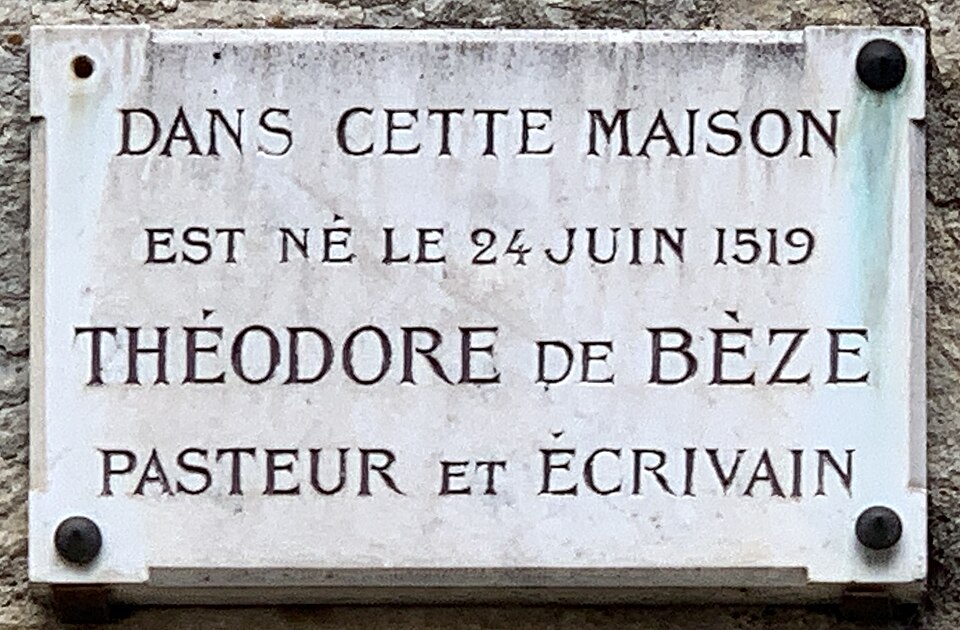 DANS CETTE MAISON
EST NÉ LE 24 JUIN 1519
THÉODORE DE BÈZE
PASTEUR ET ÉCRIVAIN